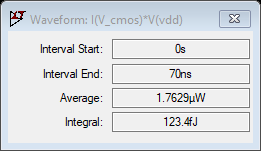 Waveform: I(V_cmos)*V(vdd)
Interval Start: 0s
Interval End: 70ns
Average: 1.7629µW
Integral: 123.4fJ